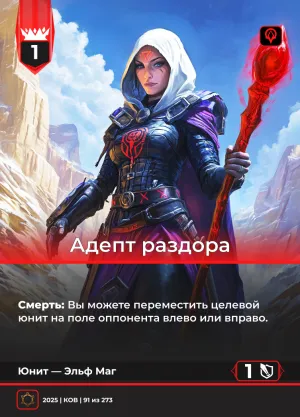 1
Адепт раздора
Смерть: Вы можете переместить целевой
юнит на поле оппонента влево или вправо.
Юнит — Эльф Маг
1
2025 | КОВ | 91 из 273